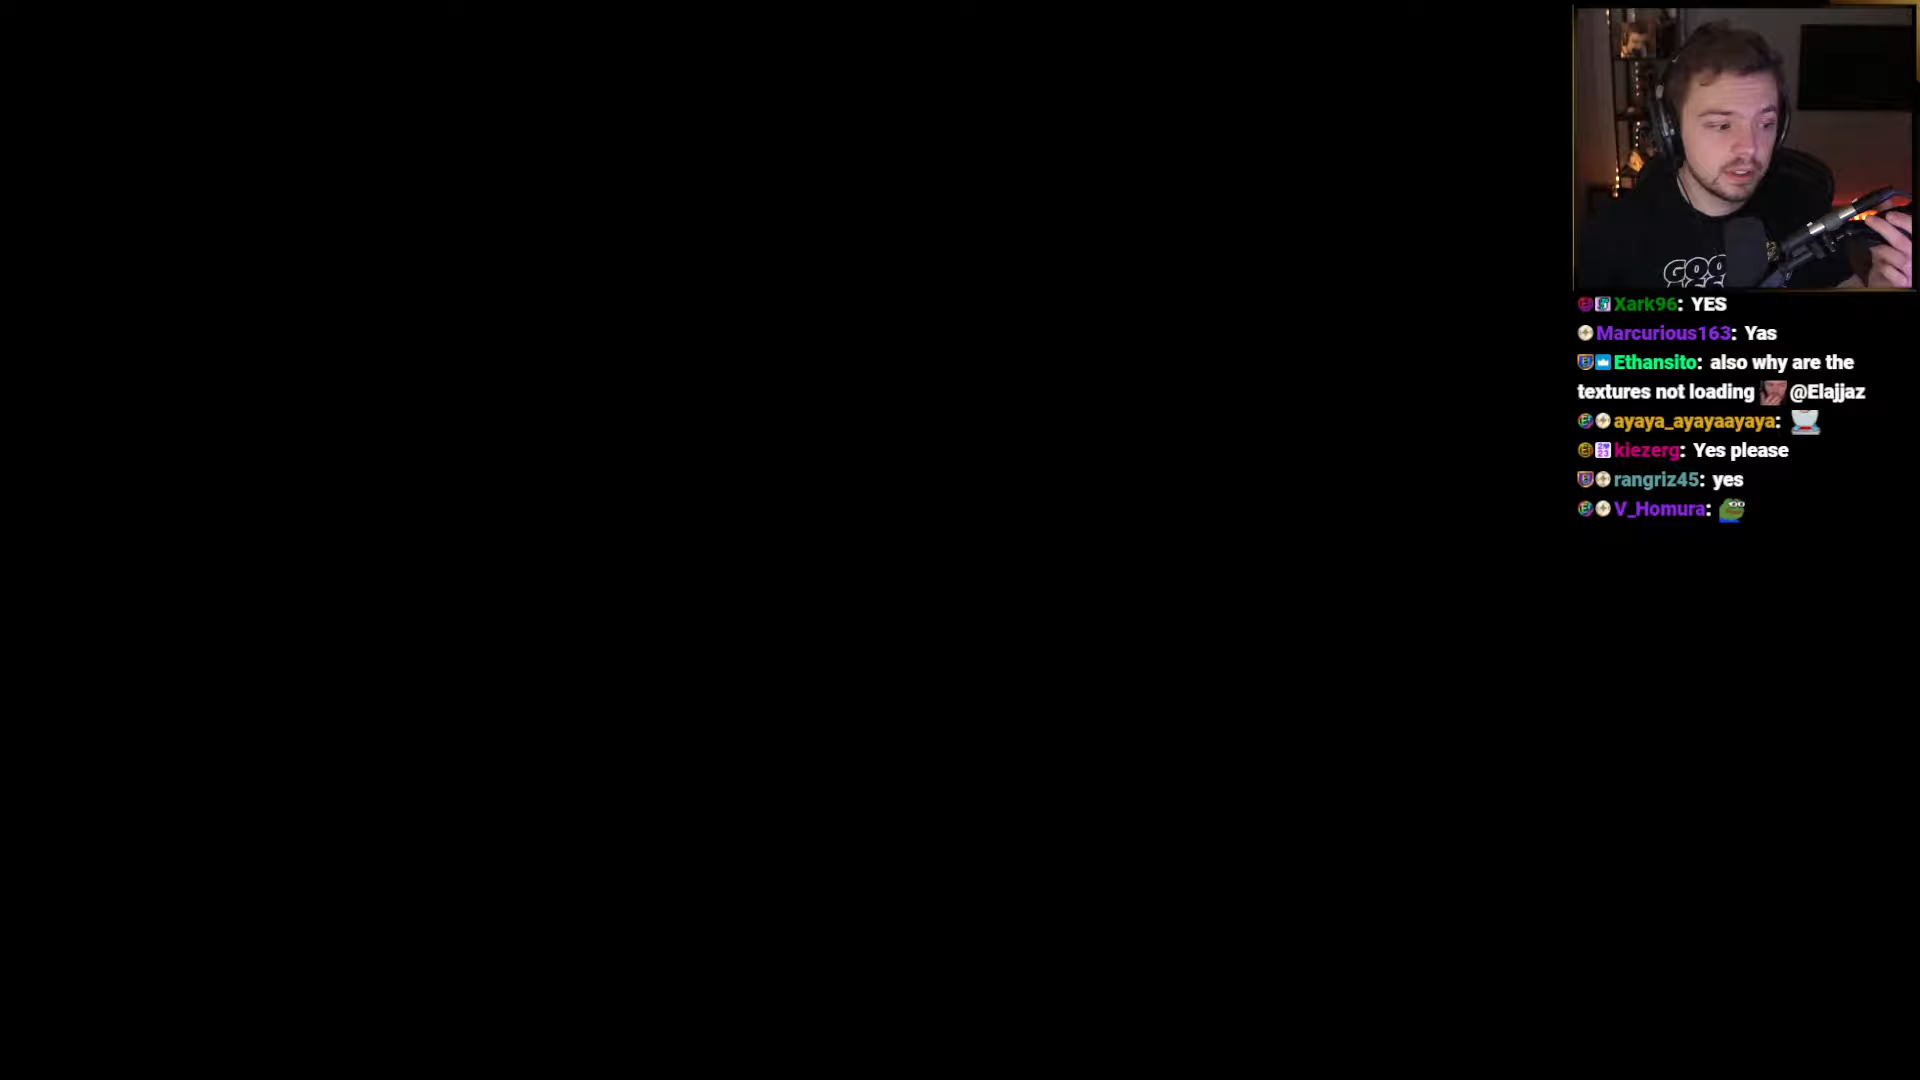 GOO
Xark96: YES
Marcurious163: Yas
Ethansito: also why are the
textures not loading @Elajjaz
ayaya_ayayaayaya:
kiezerg: Yes please
rangriz45: yes
V_Homura: